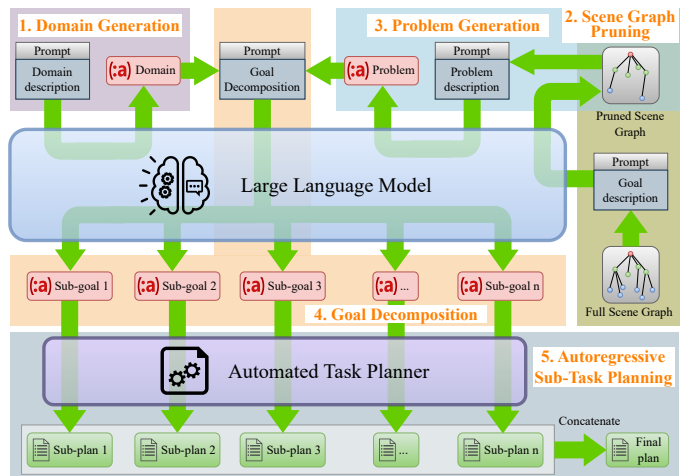 1. Domain Generation
3. Problem Generation
2. Scene Graph
Pruning
Prompt
Domain
description
(:a) Domain
Prompt
Goal
Decomposition
(:a) Problem
Prompt
Problem
description
Pruned Scene
Graph
Large Language Model
Prompt
Goal
description
Full Scene Graph
(:a) Sub-goal 1
(:a) Sub-goal 2
(:a) Sub-goal 3
(:a) ...
(:a) Sub-goal n
4. Goal Decomposition
Automated Task Planner
5. Autoregressive
Sub-Task Planning
Sub-plan 1
Sub-plan 2
Sub-plan 3
...
Sub-plan n
Concatenate
Final
plan